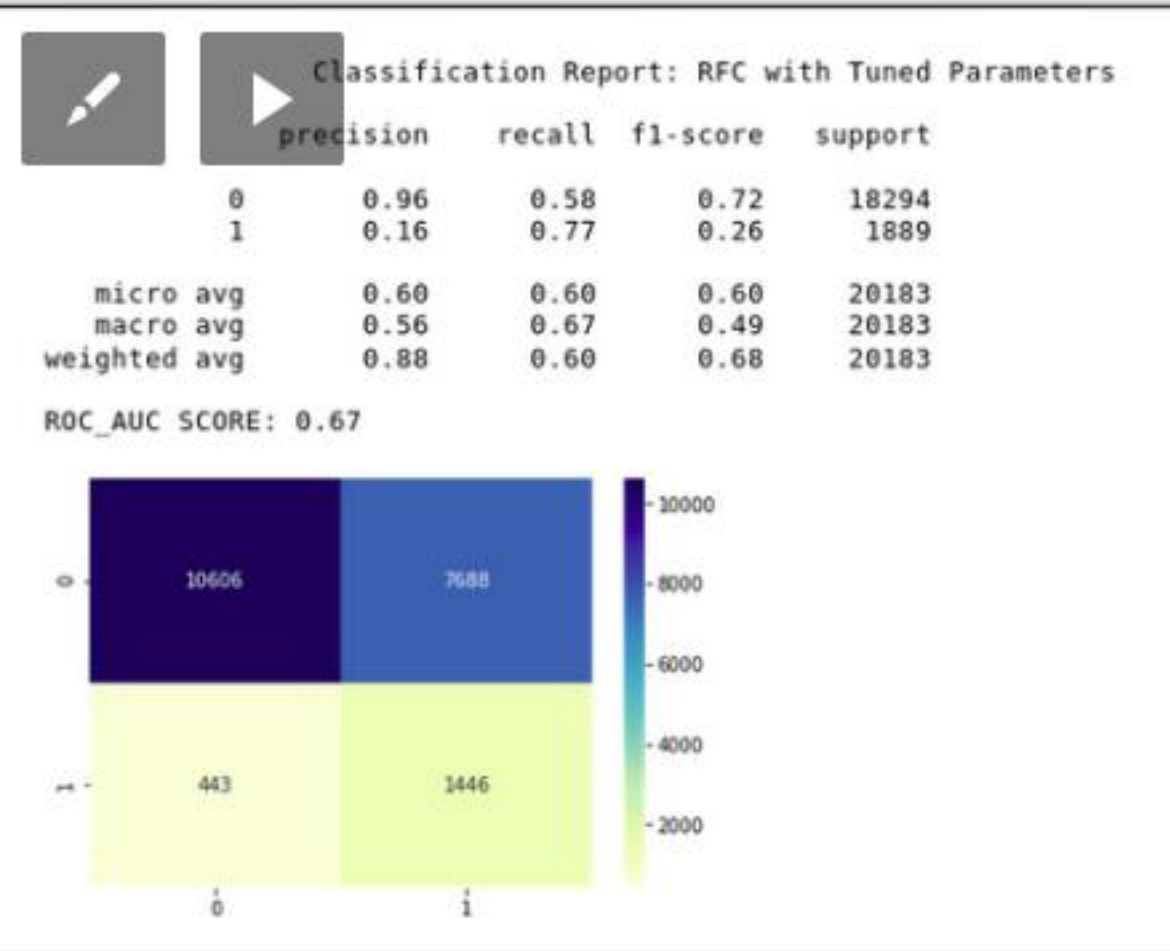 Classification Report: RFC with Tuned Parameters
precision recall f1-score support
0 0.96 0.58 0.72 18294
1 0.16 0.77 0.26 1889
micro avg 0.60 0.60 0.60 20183
macro avg 0.56 0.67 0.49 20183
weighted avg 0.88 0.60 0.68 20183
ROC_AUC SCORE: 0.67
10000
0 10606 7688
8000
6000
4000
1 443 1446
2000
0 1